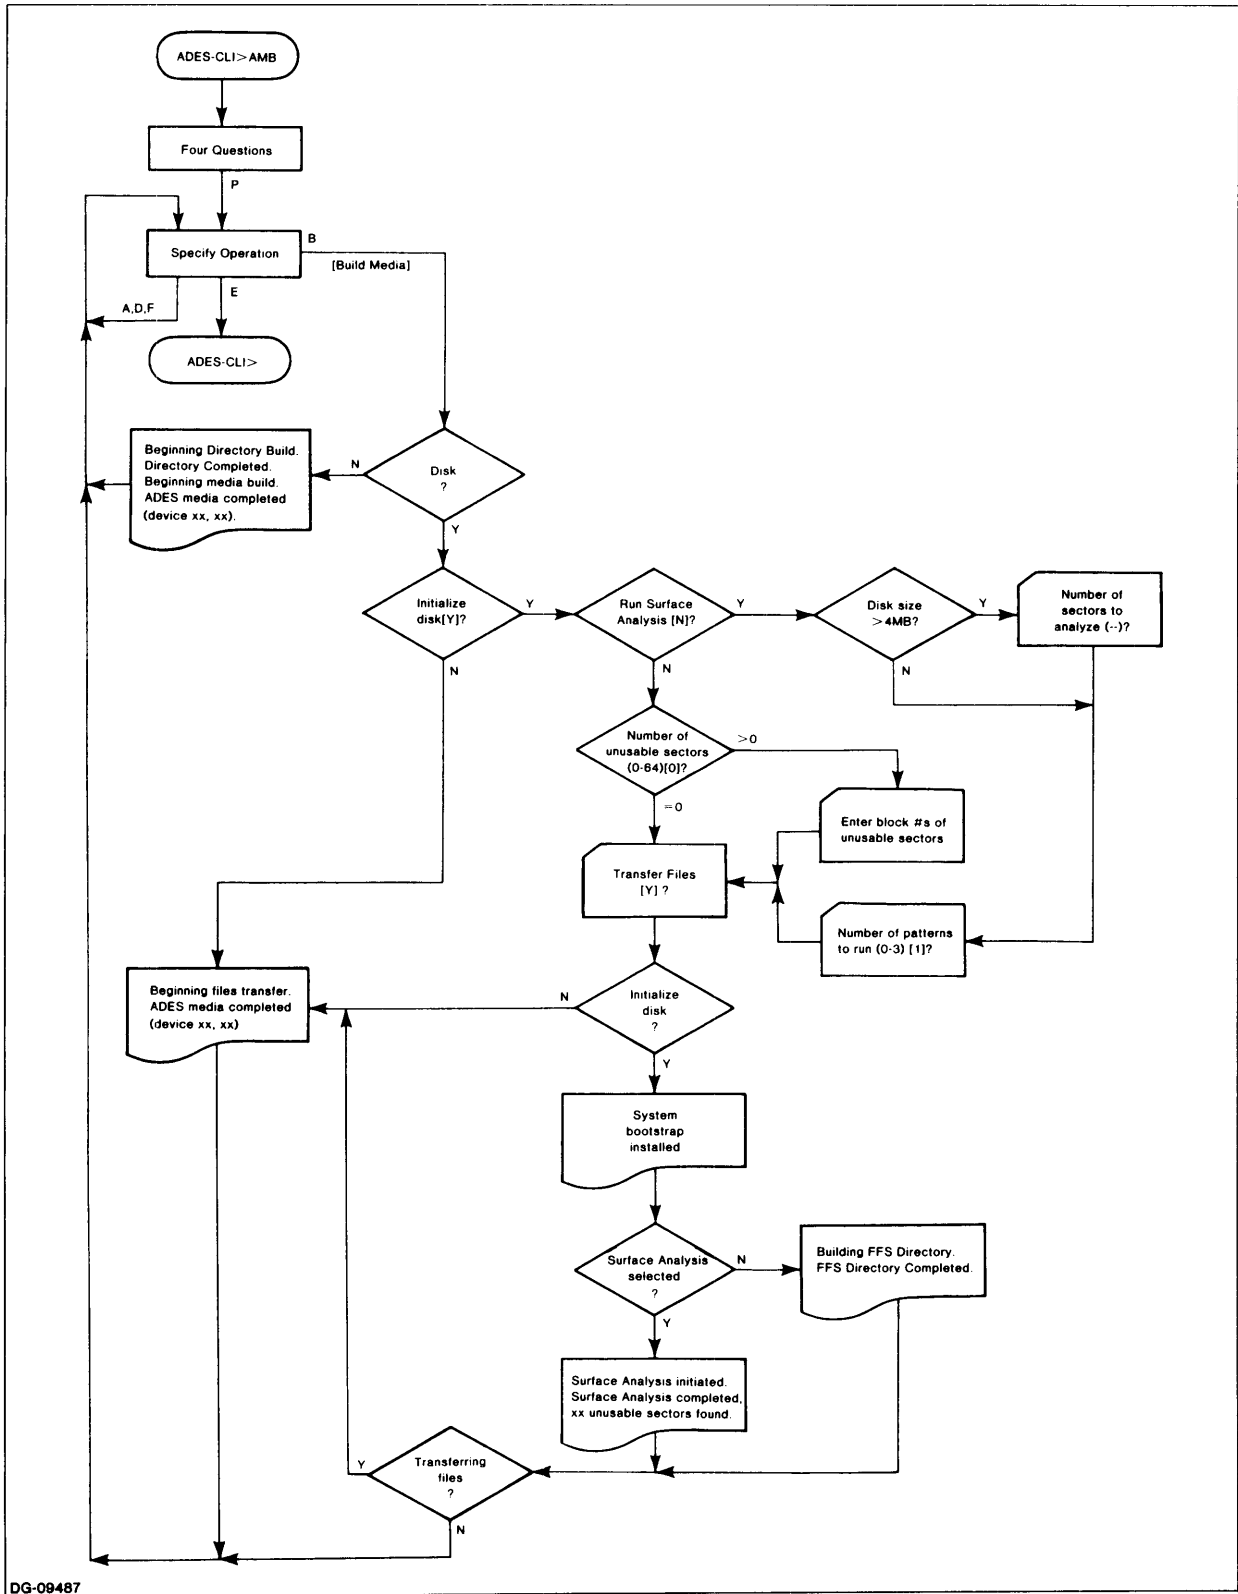 ADES-CLI>AMB
Four Questions
P
Specify Operation
B
[Build Media]
A,D,F
E
ADES-CLI>
Beginning Directory Build.
Directory Completed.
Beginning media build.
ADES media completed
(device xx, xx).
N
Disk
?
Y
Initialize
disk[Y]?
Y
N
Run Surface
Analysis [N]?
Y
N
Disk size
>4MB?
Y
N
Number of
sectors to
analyze (--)?
Number of
unusable sectors
(0-64)[0]?
>0
=0
Enter block #s of
unusable sectors
Transfer Files
[Y] ?
Number of patterns
to run (0-3) [1]?
Beginning files transfer.
ADES media completed
(device xx, xx)
N
Initialize
disk
?
Y
System
bootstrap
installed
Surface Analysis
selected
?
N
Y
Building FFS Directory.
FFS Directory Completed.
Surface Analysis initiated.
Surface Analysis completed,
xx unusable sectors found.
Y
Transferring
files
?
N
DG-09487